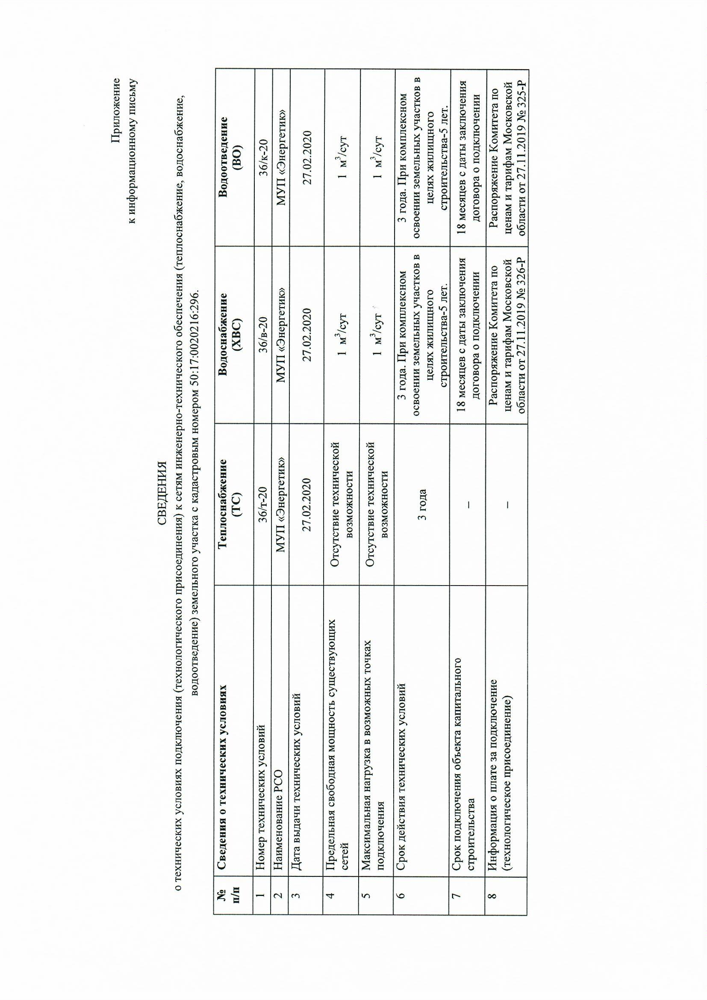 Приложение
к информационному письму
СВЕДЕНИЯ
о технических условиях подключения (технологического присоединения) к сетям инженерно-технического обеспечения (теплоснабжение, водоснабжение,
водоотведение) земельного участка с кадастровым номером 50:17:0020216:296.
№ п/п Сведения о технических условиях Теплоснабжение (ТС) Водоснабжение (ХВС) Водоотведение (ВО)
1 Номер технических условий 36/т-20 36/в-20 36/к-20
2 Наименование РСО МУП «Энергетик» МУП «Энергетик» МУП «Энергетик»
3 Дата выдачи технических условий 27.02.2020 27.02.2020 27.02.2020
4 Предельная свободная мощность существующих
сетей
Отсутствие технической
возможности
1 м³/сут
1 м³/сут
5 Максимальная нагрузка в возможных точках
подключения
Отсутствие технической
возможности
1 м³/сут
1 м³/сут
6 Срок действия технических условий
3 года
3 года. При комплексном
освоении земельных участков в
целях жилищного
строительства-5 лет.
3 года. При комплексном
освоении земельных участков в
целях жилищного
строительства-5 лет.
7 Срок подключения объекта капитального
строительства
–
18 месяцев с даты заключения
договора о подключении
18 месяцев с даты заключения
договора о подключении
8 Информация о плате за подключение
(технологическое присоединение)
–
Распоряжение Комитета по
ценам и тарифам Московской
области от 27.11.2019 № 326-Р
Распоряжение Комитета по
ценам и тарифам Московской
области от 27.11.2019 № 325-Р